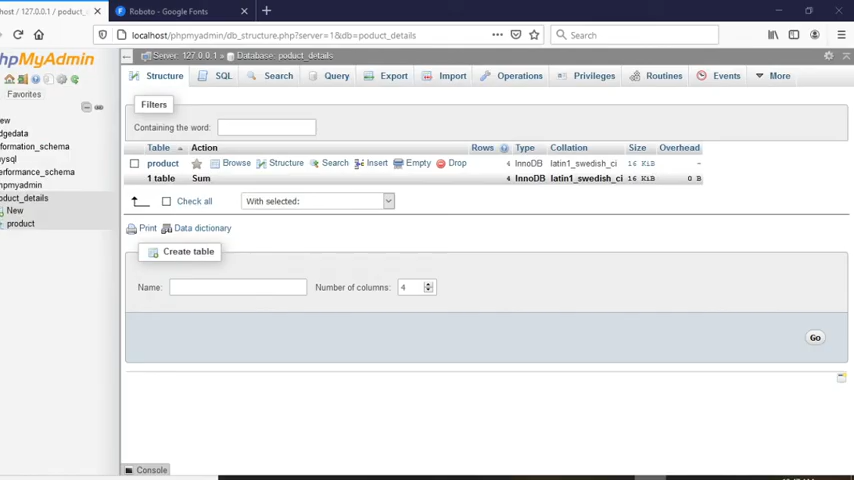 host / 127.0.0.1 / poduct_
Roboto - Google Fonts
localhost/phpmyadmin/db_structure.php?server=1&db=poduct_details
Search
hpMyAdmin
Server: 127.0.0.1 » Database: poduct_details
Structure SQL Search Query Export Import Operations Privileges Routines Events More
Favorites
Filters
Containing the word:
ew
dgedata
formation_schema
ysql
erformance_schema
hpmyadmin
oduct_details
New
product
Table Action Rows Type Collation Size Overhead
product Browse Structure Search Insert Empty Drop 4 InnoDB latin1_swedish_ci 16 KiB -
1 table Sum 4 InnoDB latin1_swedish_ci 16 KiB 0 B
Check all With selected:
Print Data dictionary
Create table
Name: Number of columns: 4
Go
Console